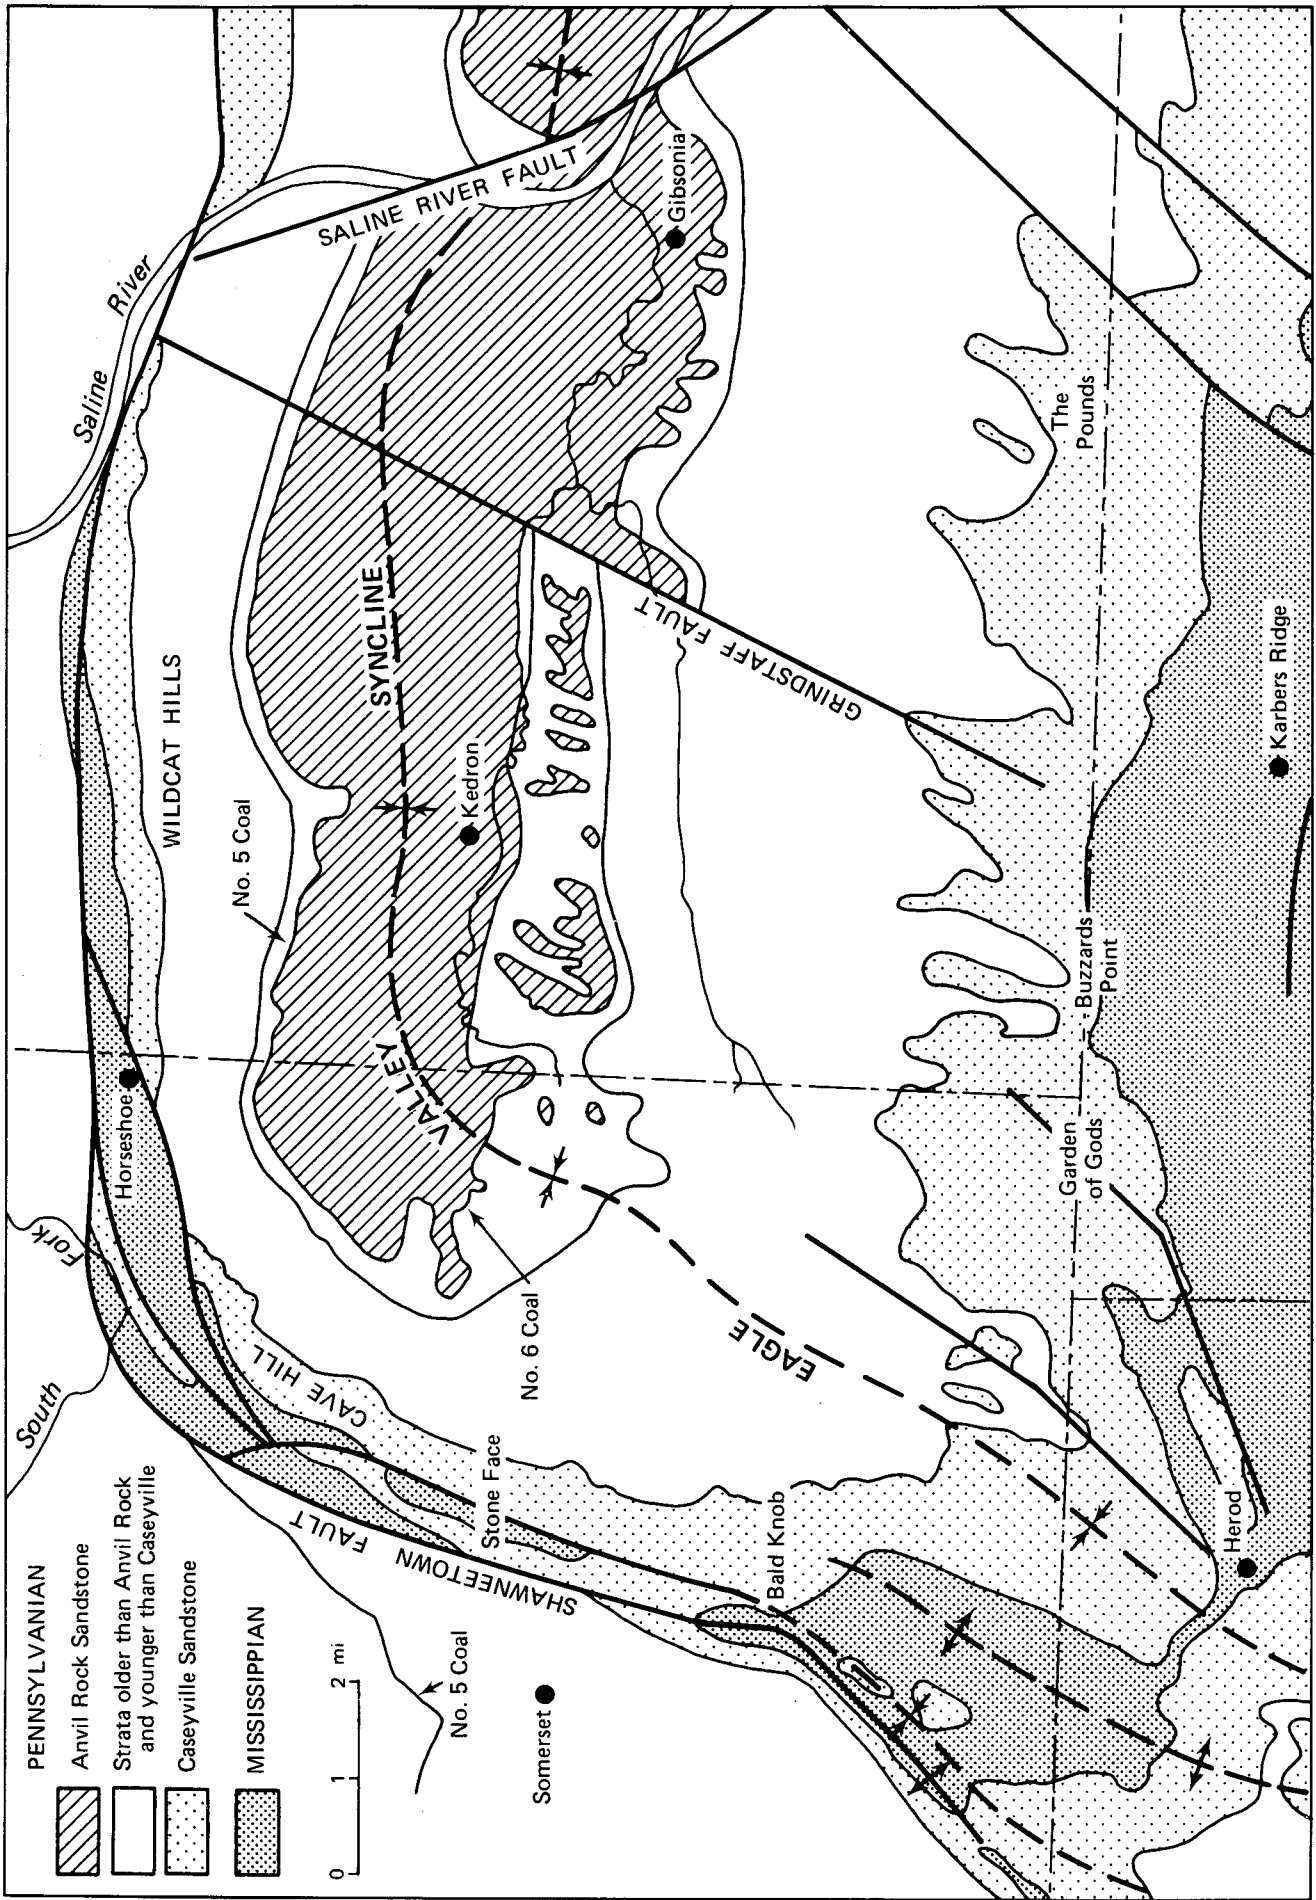 PENNSYLVANIAN
Anvil Rock Sandstone
Strata older than Anvil Rock
and younger than Caseyville
Caseyville Sandstone
MISSISSIPPIAN
0 1 2 mi
South
Fork
Saline
River
SALINE RIVER FAULT
Horseshoe
WILDCAT HILLS
No. 5 Coal
CAVE HILL
SHAWNEETOWN FAULT
Stone Face
No. 5 Coal
Somerset
No. 6 Coal
EAGLE
VALLEY
SYNCLINE
Kedron
Gibsonia
GRINDSTAFF FAULT
Bald Knob
Herod
Garden
of Gods
Buzzards
Point
The
Pounds
Karbers Ridge